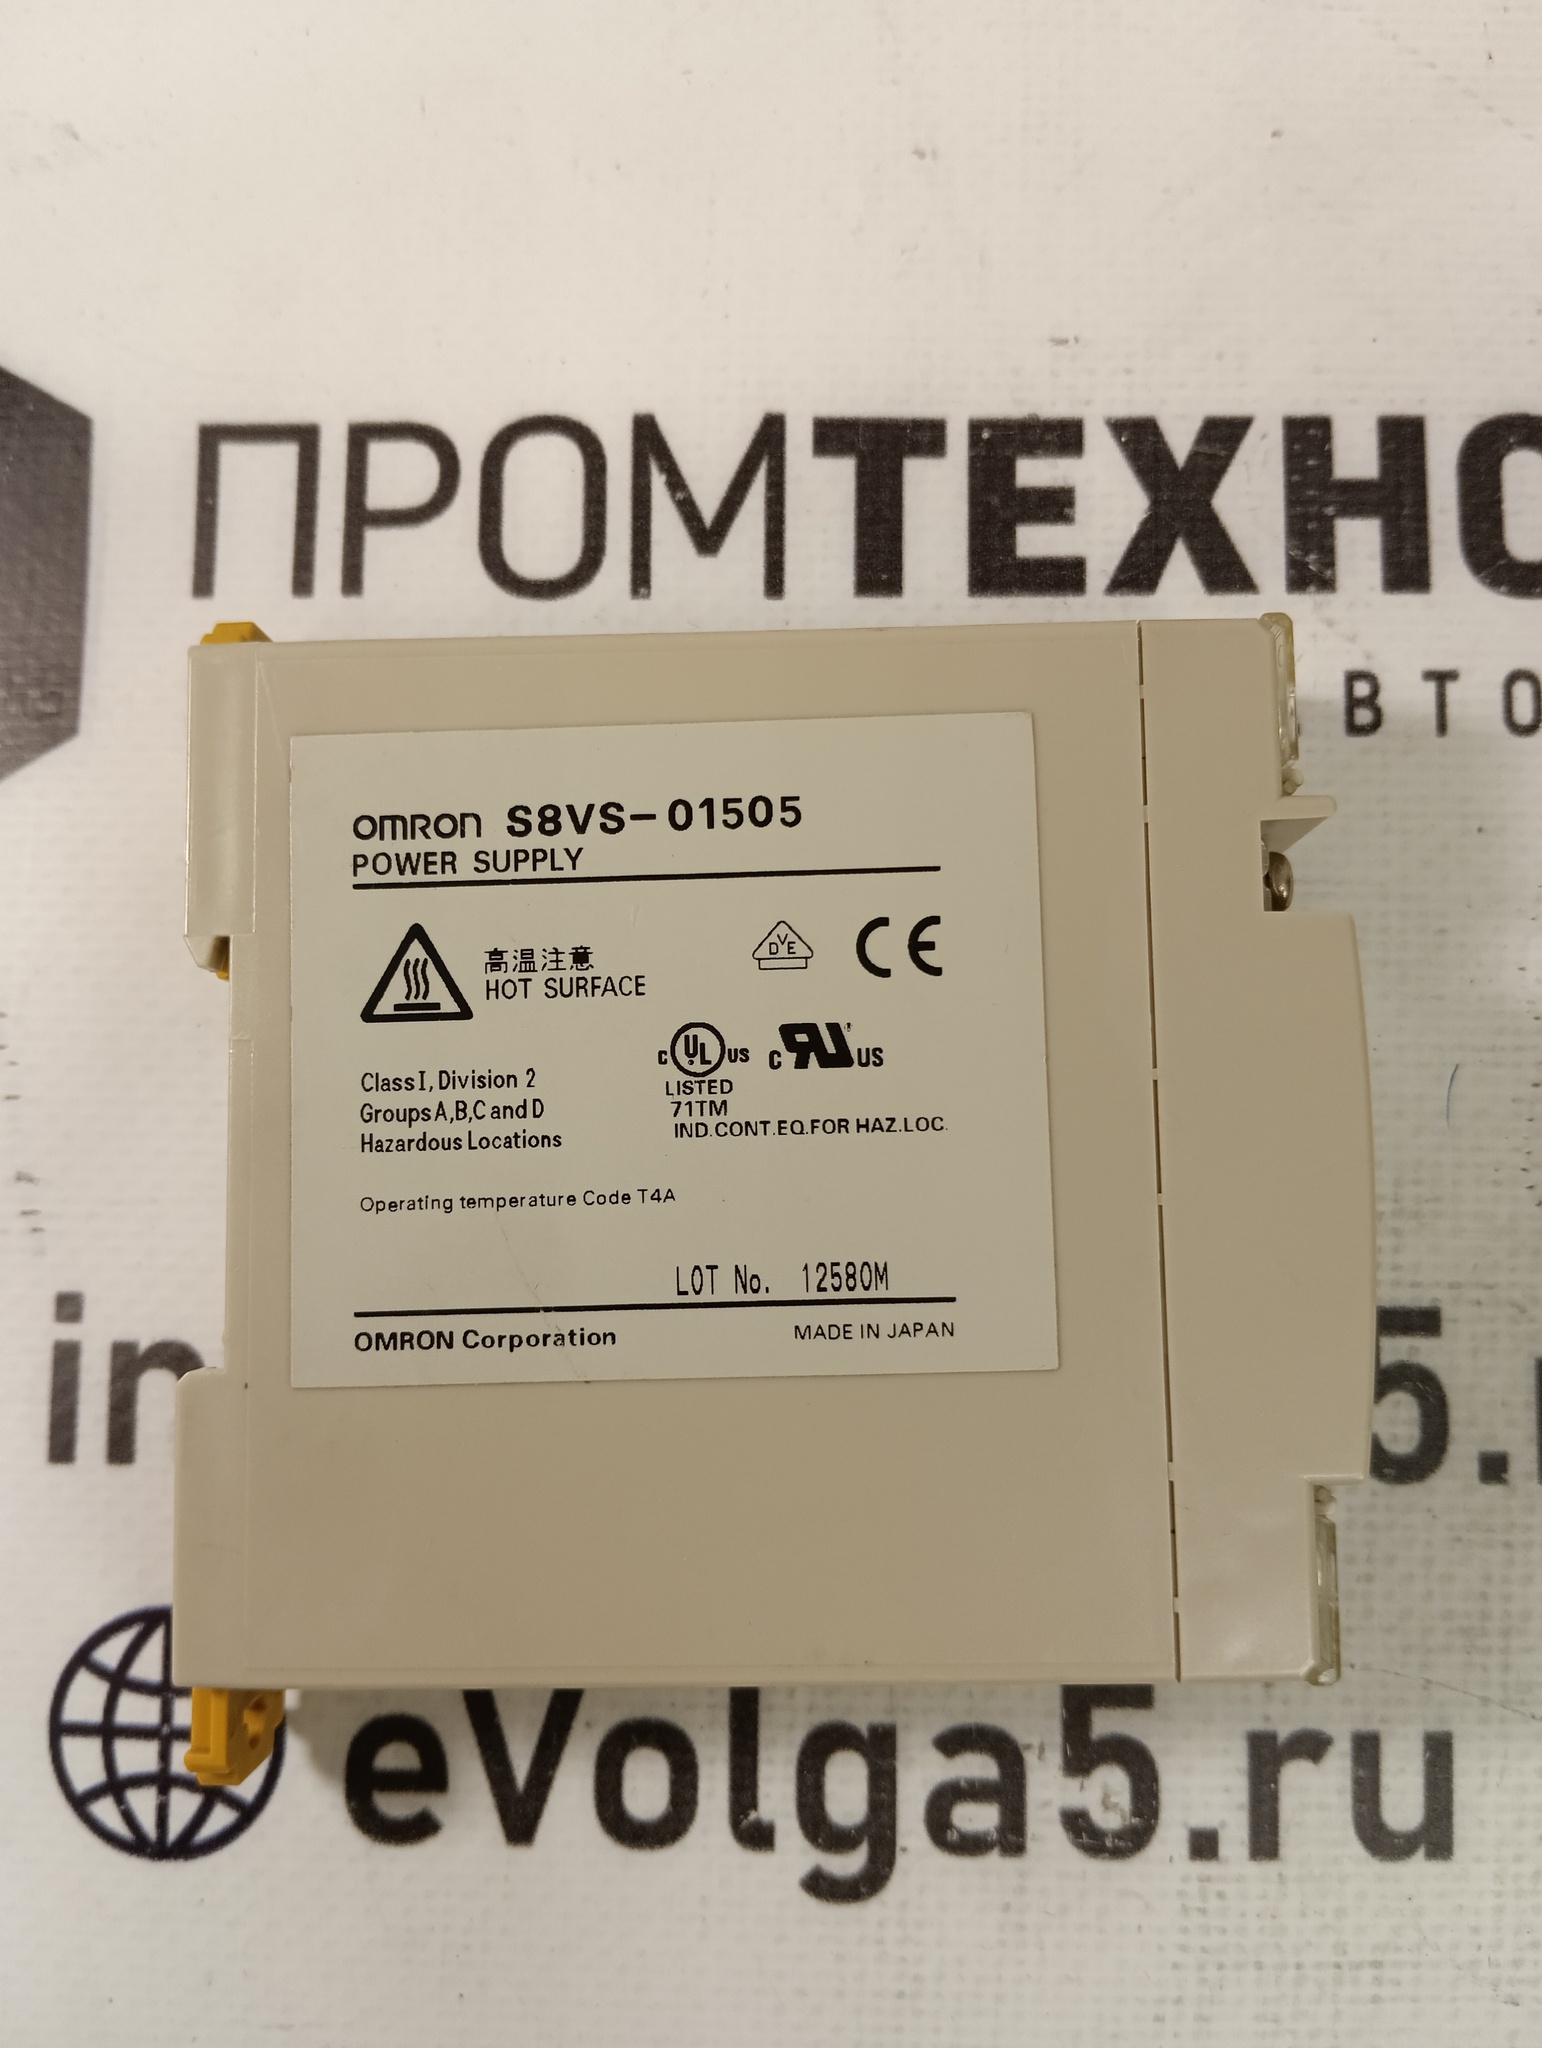 ПРОМТЕХНО
ВТО
OMRON S8VS-01505
POWER SUPPLY
高温注意
HOT SURFACE
DVE
CE
c UL us
LISTED
71TM
IND.CONT.EQ.FOR HAZ.LOC.
c RU US
Class I, Division 2
Groups A, B, C and D
Hazardous Locations
Operating temperature Code T4A
LOT No. 12580M
OMRON Corporation
MADE IN JAPAN
in
5.
eVolga5.ru